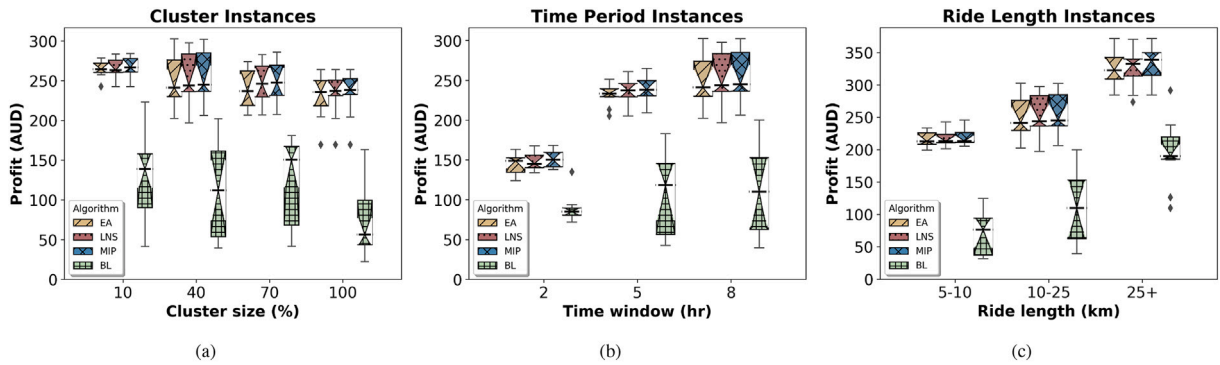 Cluster Instances
Profit (AUD)
300
250
200
150
100
50
0
Algorithm
EA
LNS
MIP
BL
10 40 70 100
Cluster size (%)
(a)
Time Period Instances
Profit (AUD)
300
250
200
150
100
50
0
Algorithm
EA
LNS
MIP
BL
2 5 8
Time window (hr)
(b)
Ride Length Instances
Profit (AUD)
350
300
250
200
150
100
50
0
Algorithm
EA
LNS
MIP
BL
5-10 10-25 25+
Ride length (km)
(c)